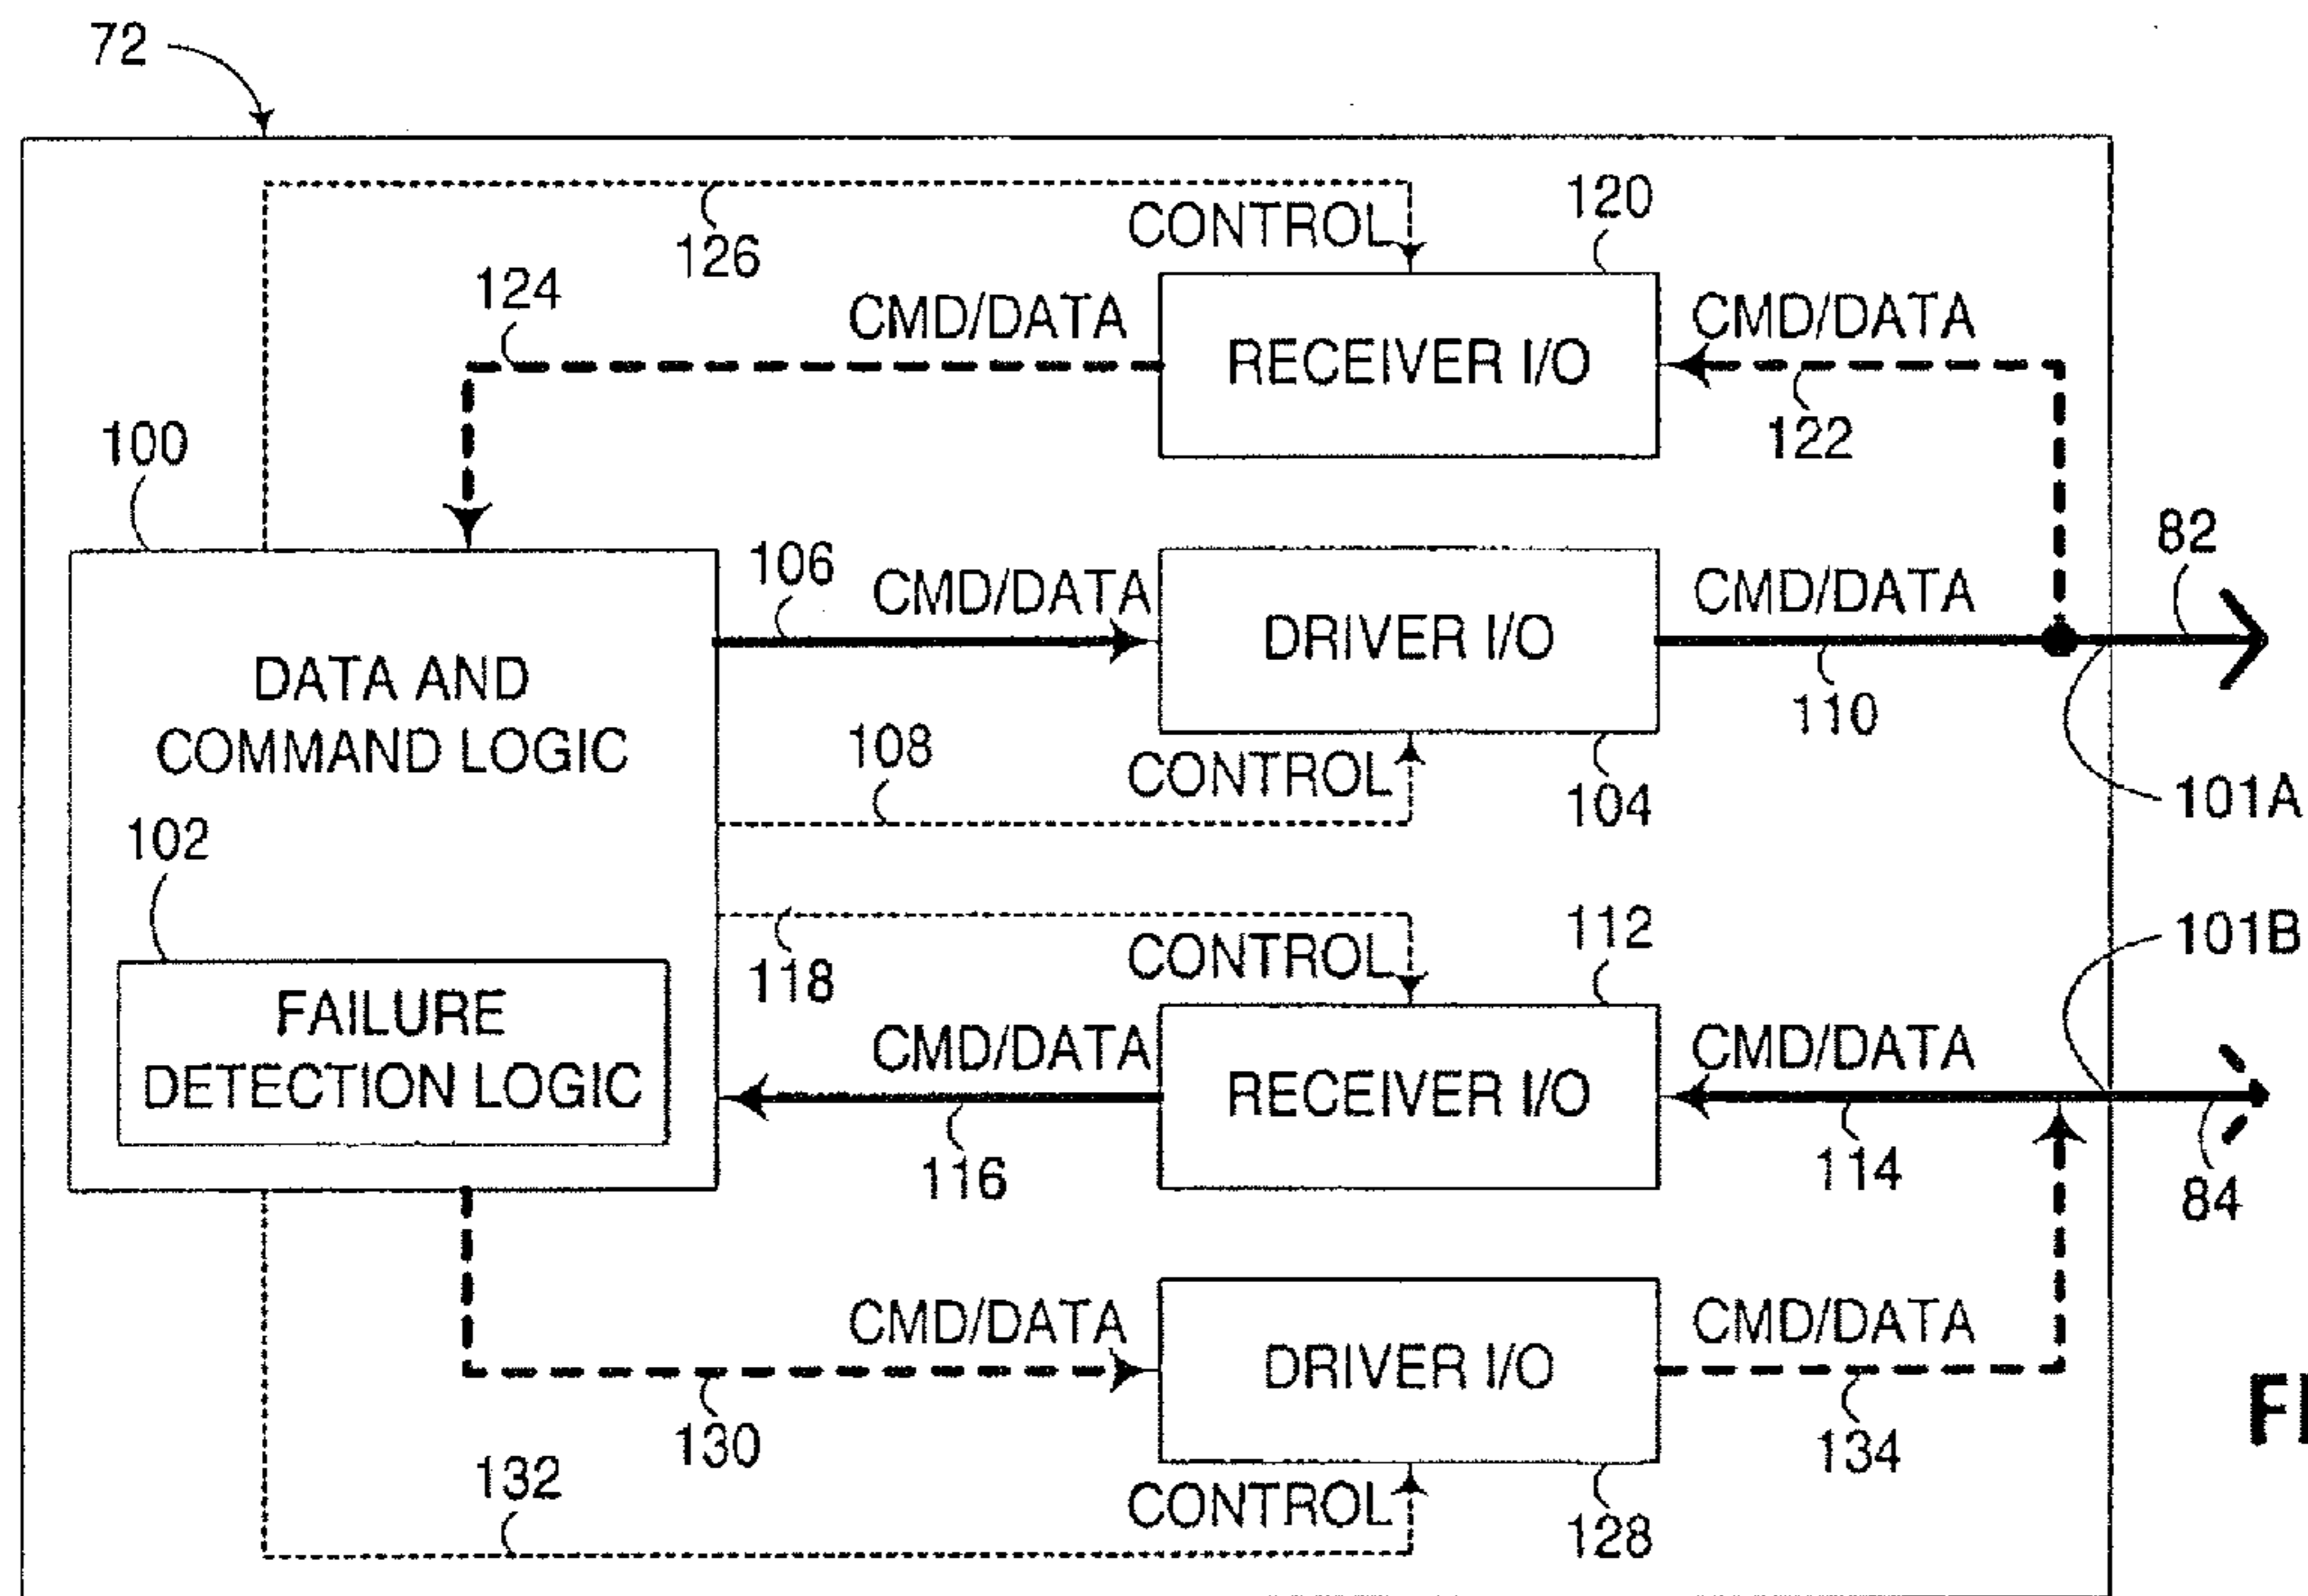 72
126
CONTROL
120
124
CMD/DATA
RECEIVER I/O
CMD/DATA
122
100
106
CMD/DATA
DRIVER I/O
CMD/DATA
82
110
DATA AND
COMMAND LOGIC
108
CONTROL
104
101A
102
118
CONTROL
112
101B
FAILURE
DETECTION LOGIC
CMD/DATA
RECEIVER I/O
CMD/DATA
116
114
84
CMD/DATA
DRIVER I/O
CMD/DATA
130
134
132
CONTROL
128